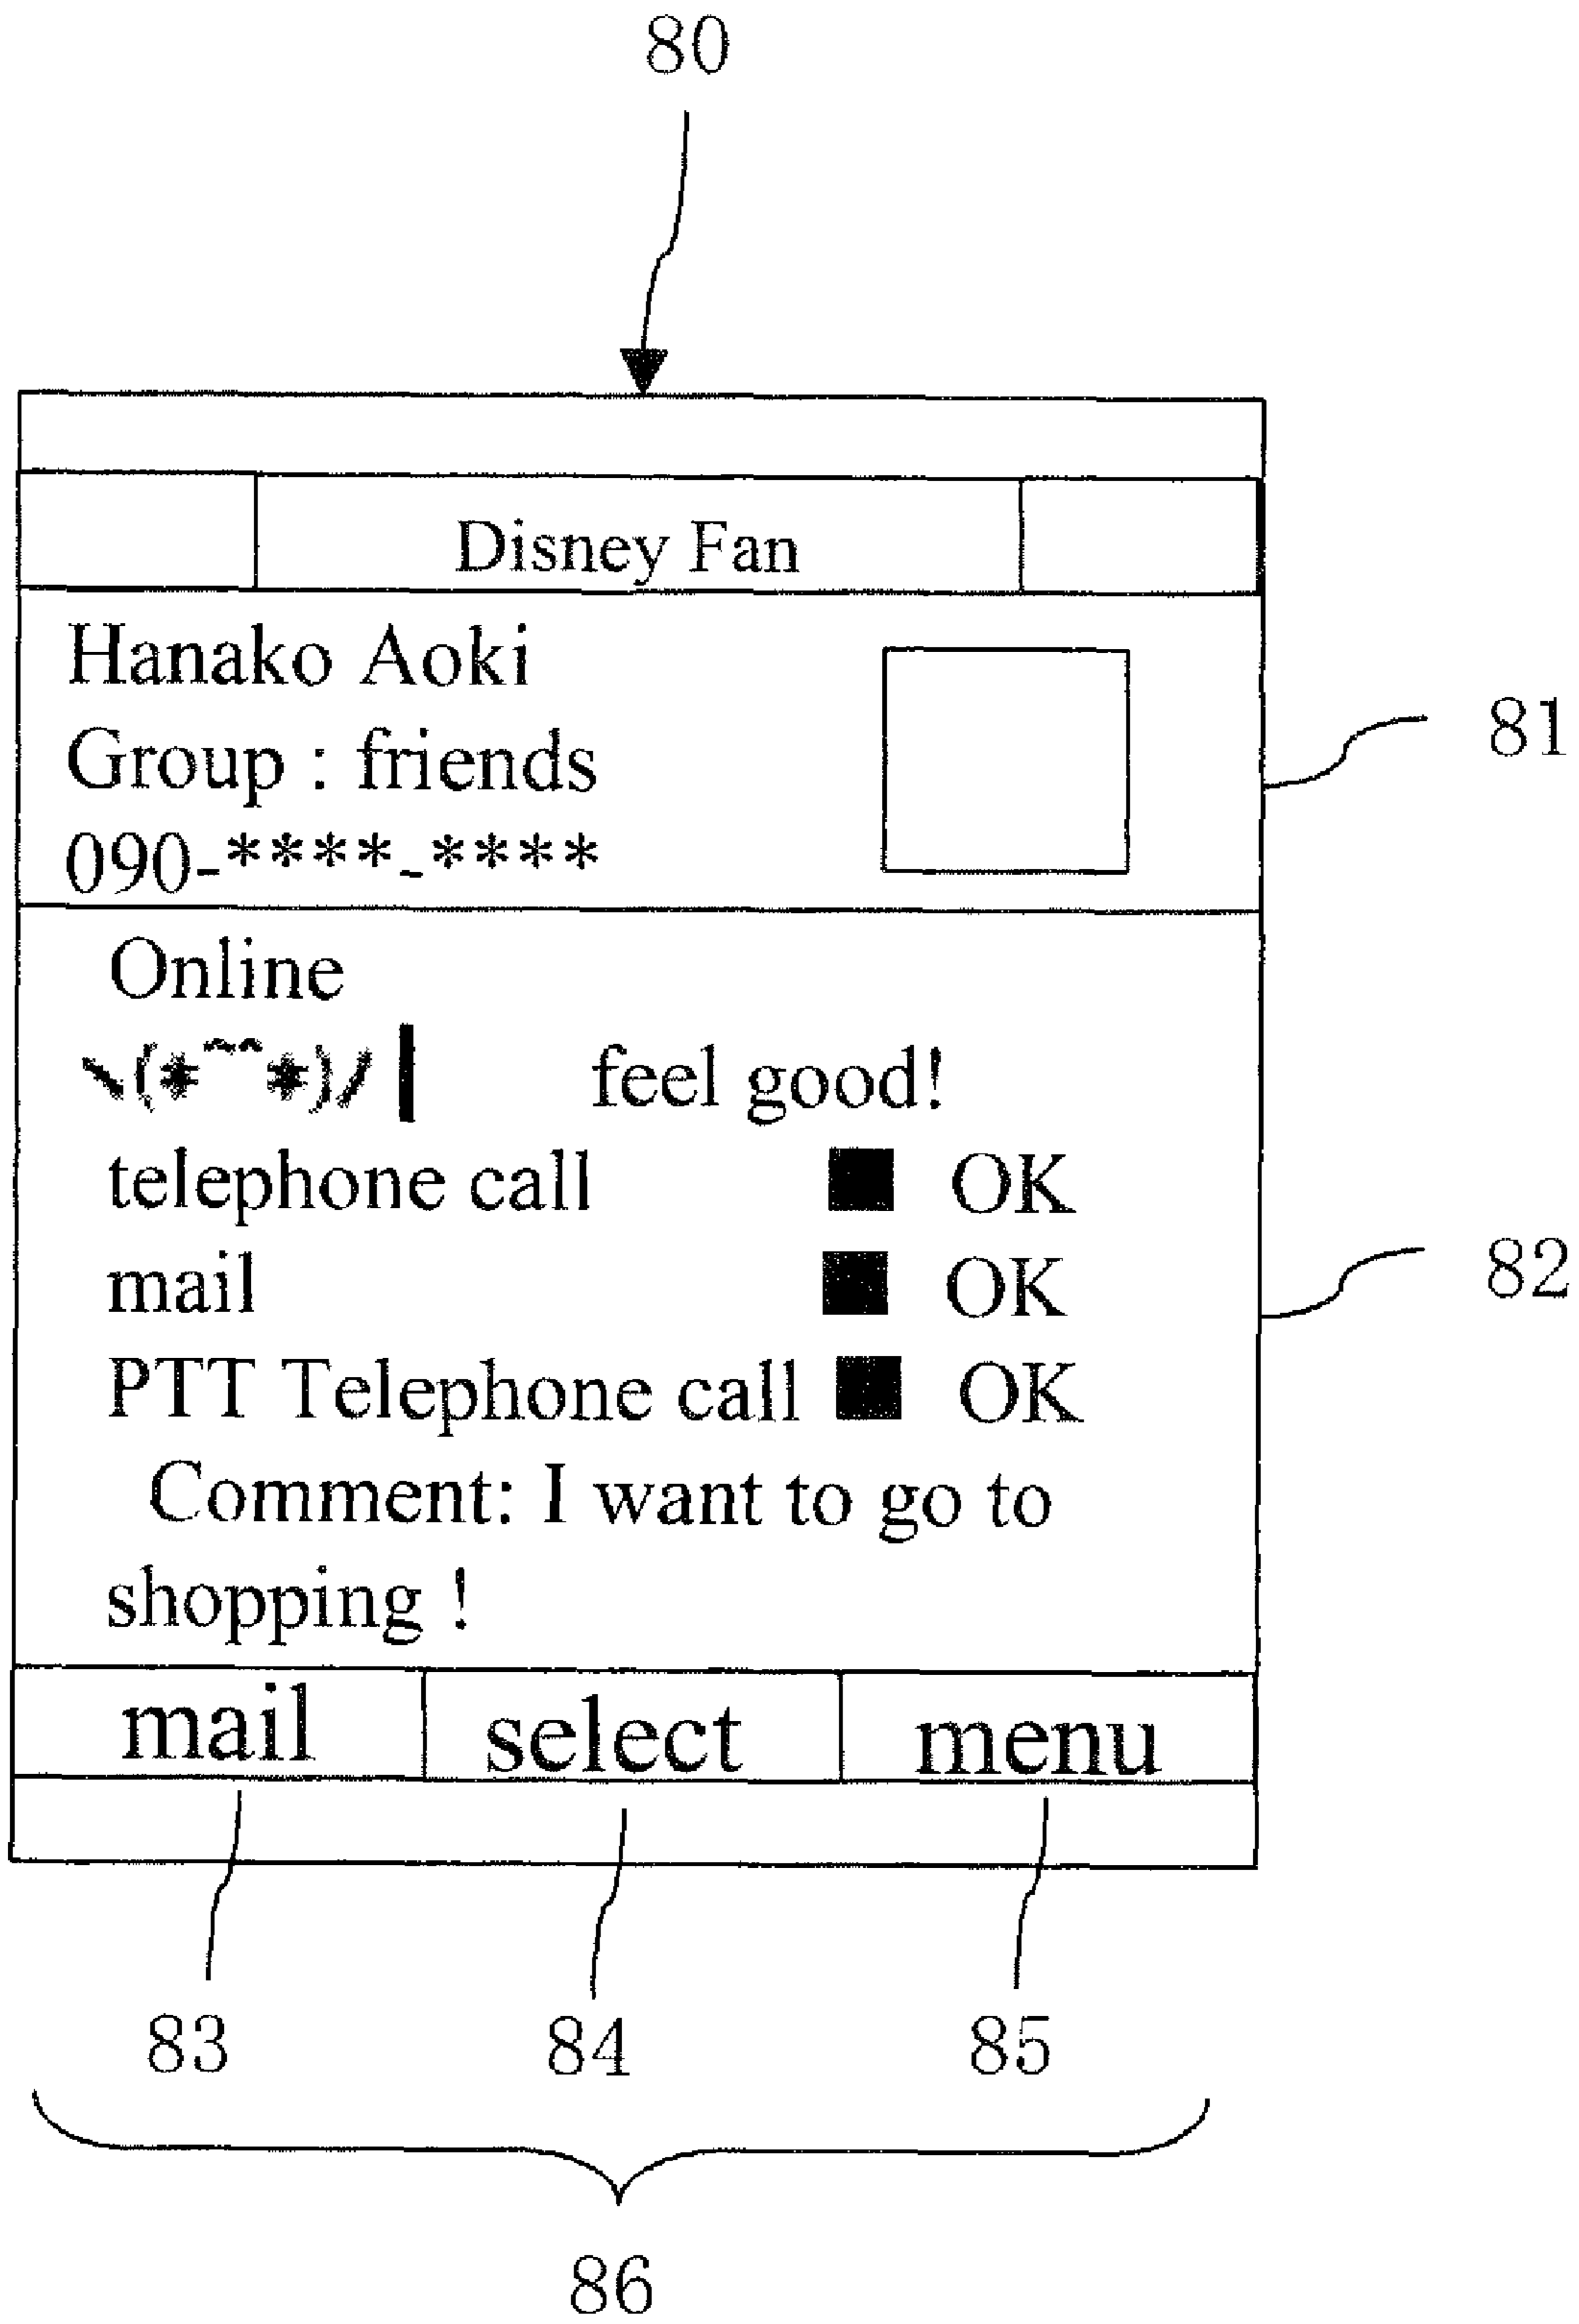 80
Disney Fan
Hanako Aoki
Group : friends
090-****-****
81
Online
\(*^^*)/ feel good!
telephone call ■ OK
mail ■ OK
82
PTT Telephone call ■ OK
Comment: I want to go to
shopping !
mail select menu
83 84 85
86